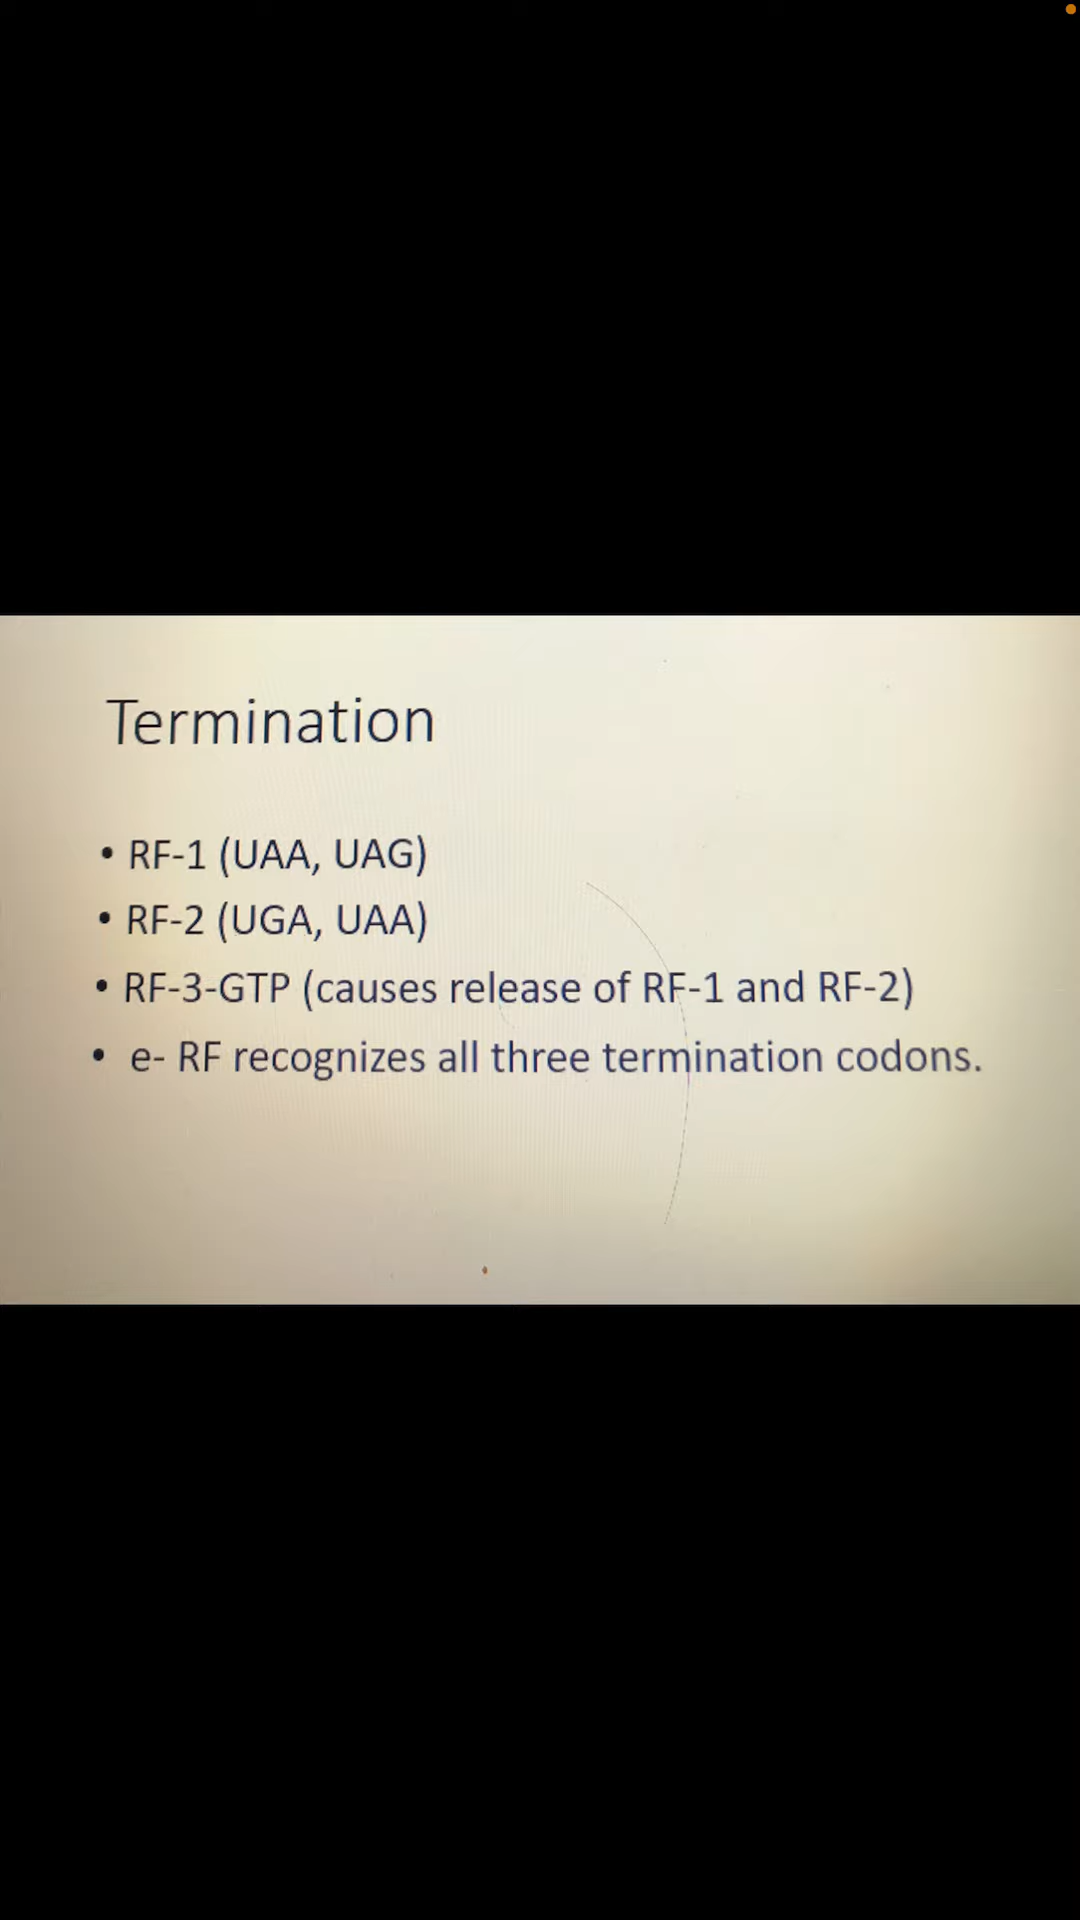 Termination
• RF-1 (UAA, UAG)
• RF-2 (UGA, UAA)
• RF-3-GTP (causes release of RF-1 and RF-2)
• e- RF recognizes all three termination codons.